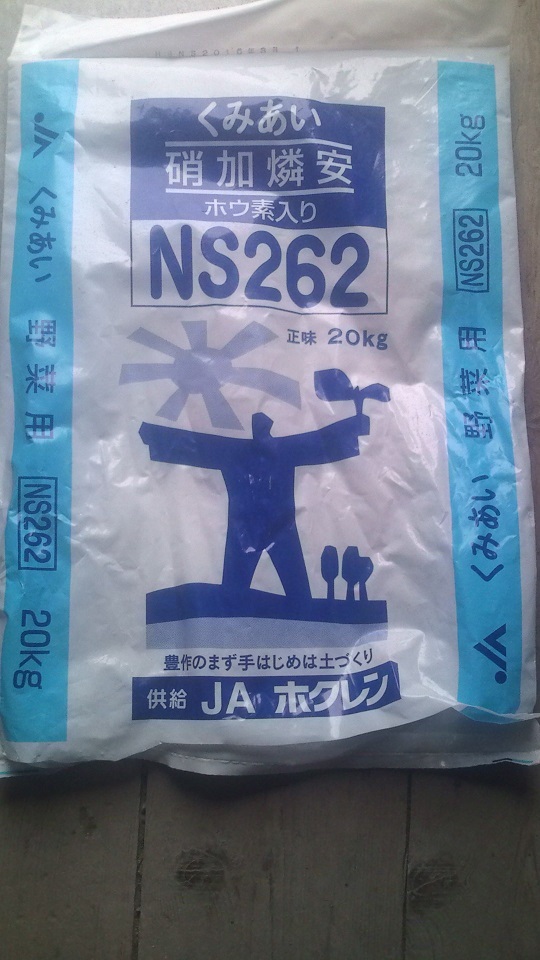 くみあい
硝加燐安
ホウ素入り
NS262
正味 20kg
豊作のまず手はじめは土づくり
供給 JA ホクレン
くみあい 野菜用 NS262 20kg
くみあい 野菜用 NS262 20kg